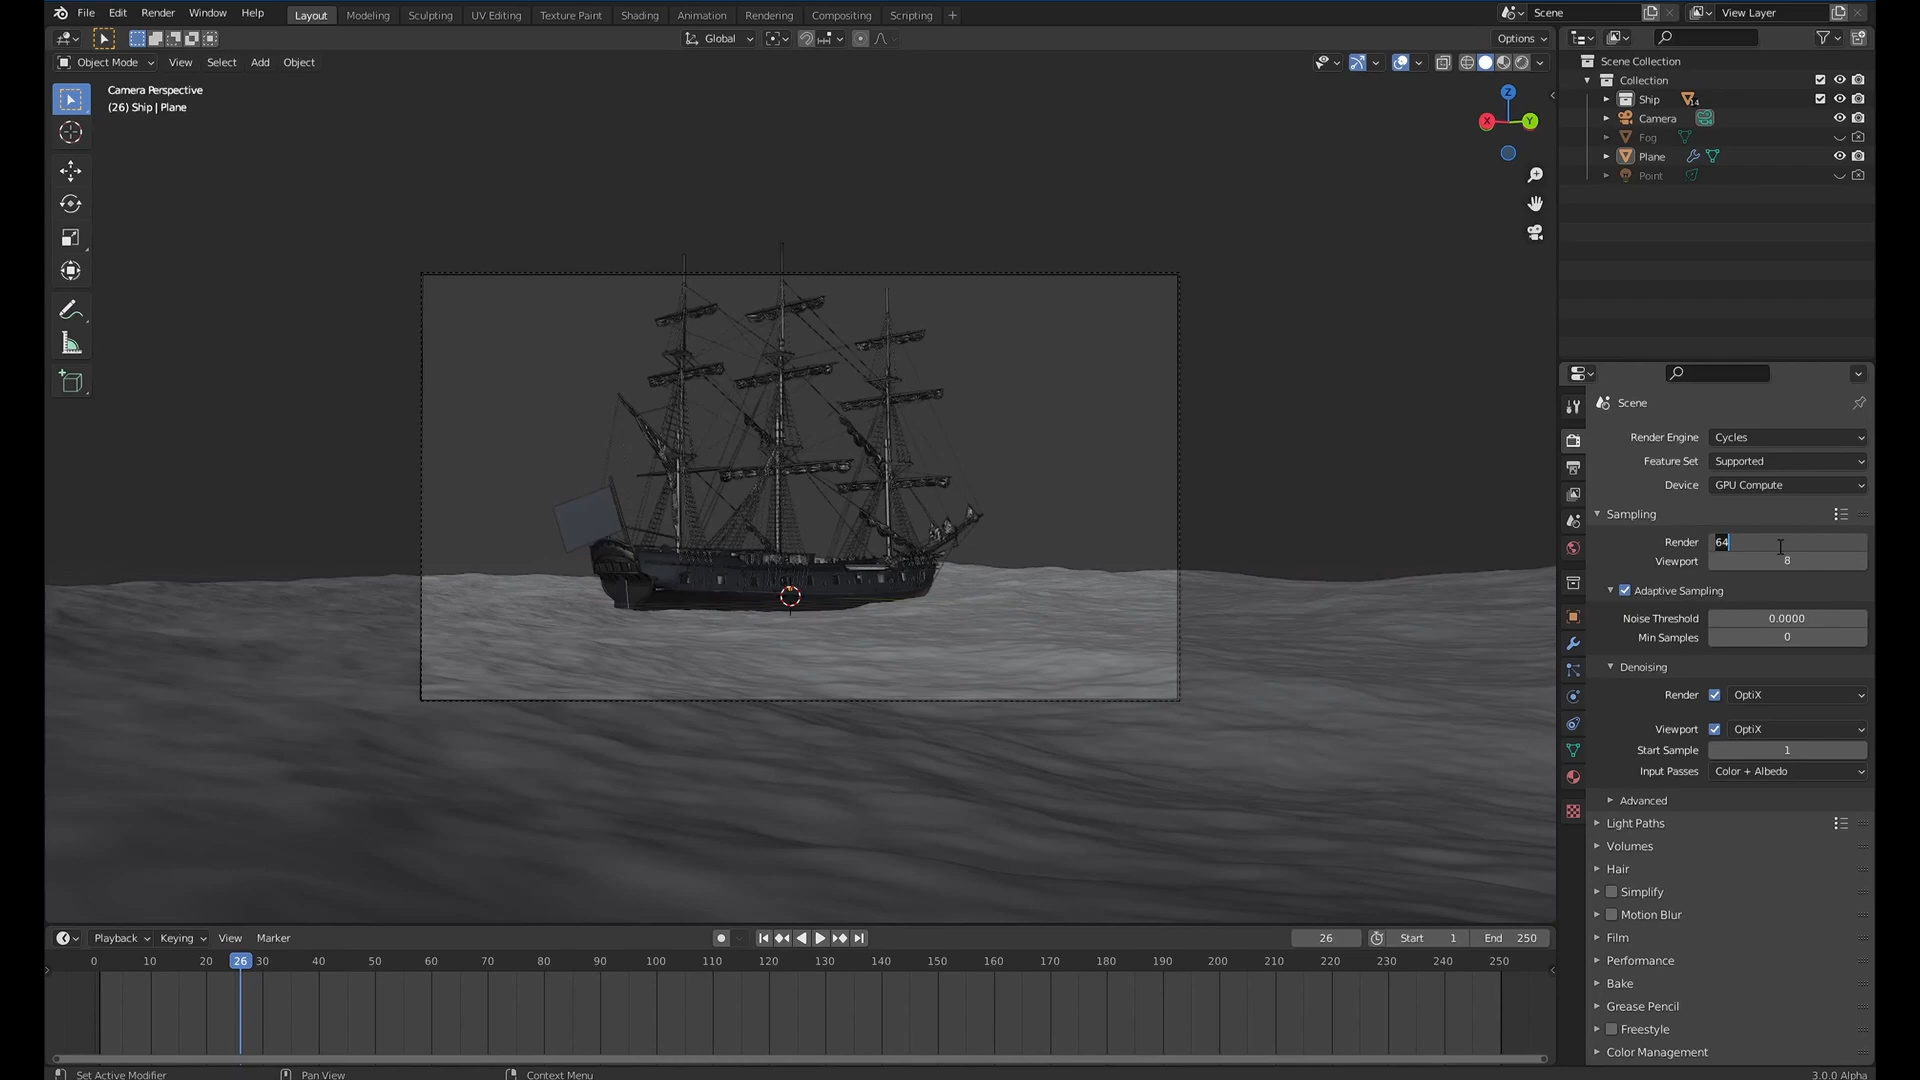 File Edit Render Window Help Layout Modeling Sculpting UV Editing Texture Paint Shading Animation Rendering Compositing Scripting + Scene View Layer
Global Options
Object Mode View Select Add Object
Scene Collection
Collection
Ship 14
Camera
Fog
Plane
Point
Camera Perspective
(26) Ship | Plane
Z
X Y
Scene
Render Engine Cycles
Feature Set Supported
Device GPU Compute
Sampling
Render 64
Viewport 8
Adaptive Sampling
Noise Threshold 0.0000
Min Samples 0
Denoising
Render OptiX
Viewport OptiX
Start Sample 1
Input Passes Color + Albedo
Advanced
Light Paths
Volumes
Hair
Simplify
Motion Blur
Film
Performance
Bake
Grease Pencil
Freestyle
Color Management
Playback Keying View Marker 26 Start 1 End 250
0 10 20 26 30 40 50 60 70 80 90 100 110 120 130 140 150 160 170 180 190 200 210 220 230 240 250
Set Active Modifier Pan View Context Menu 3.0.0 Alpha